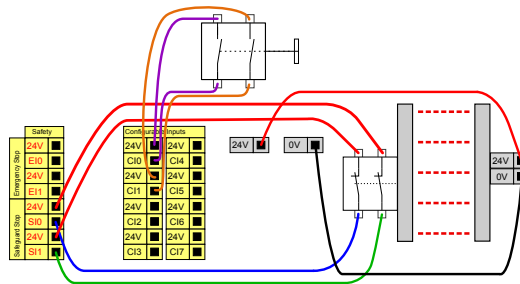 Safety
Emergency Stop
24V
EI0
24V
EI1
Safeguard Stop
24V
SI0
24V
SI1
Configurable Inputs
24V 24V
CI0 CI4
24V 24V
CI1 CI5
24V 24V
CI2 CI6
24V 24V
CI3 CI7
24V 0V
24V
0V